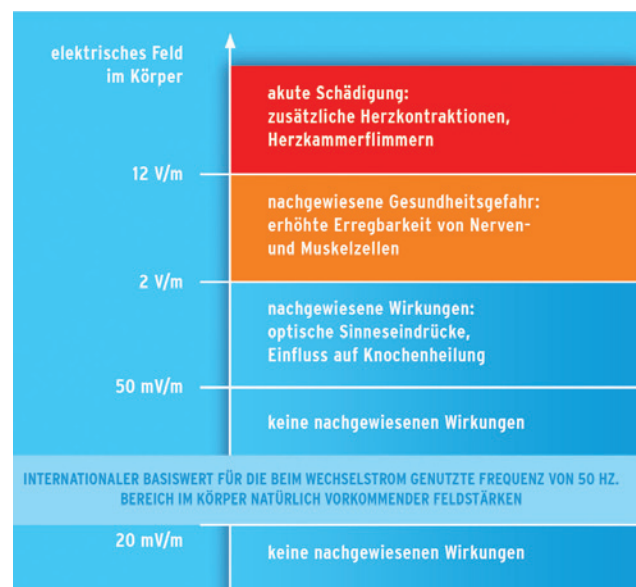 elektrisches Feld
im Körper
akute Schädigung:
zusätzliche Herzkontraktionen,
Herzkammerflimmern
12 V/m
nachgewiesene Gesundheitsgefahr:
erhöhte Erregbarkeit von Nerven-
und Muskelzellen
2 V/m
nachgewiesene Wirkungen:
optische Sinneseindrücke,
Einfluss auf Knochenheilung
50 mV/m
keine nachgewiesenen Wirkungen
INTERNATIONALER BASISWERT FÜR DIE BEIM WECHSELSTROM GENUTZTE FREQUENZ VON 50 HZ.
BEREICH IM KÖRPER NATÜRLICH VORKOMMENDER FELDSTÄRKEN
20 mV/m
keine nachgewiesenen Wirkungen